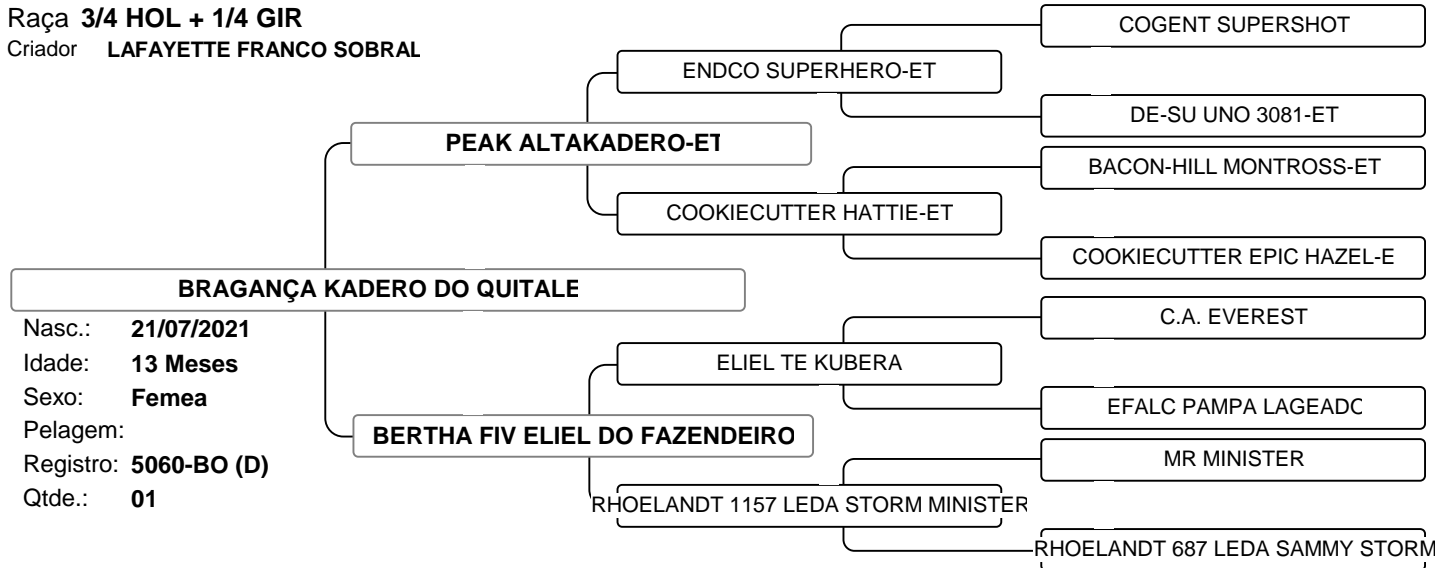 Raça 3/4 HOL + 1/4 GIR
Criador LAFAYETTE FRANCO SOBRAL
COGENT SUPERSHOT
ENDCO SUPERHERO-ET
DE-SU UNO 3081-ET
PEAK ALTAKADERO-ET
BACON-HILL MONTROSS-ET
COOKIECUTTER HATTIE-ET
COOKIECUTTER EPIC HAZEL-E
BRAGANÇA KADERO DO QUITALE
Nasc.: 21/07/2021
Idade: 13 Meses
Sexo: Femea
Pelagem:
Registro: 5060-BO (D)
Qtde.: 01
C.A. EVEREST
ELIEL TE KUBERA
EFALC PAMPA LAGEADO
BERTHA FIV ELIEL DO FAZENDEIRO
MR MINISTER
RHOELANDT 1157 LEDA STORM MINISTER
RHOELANDT 687 LEDA SAMMY STORM